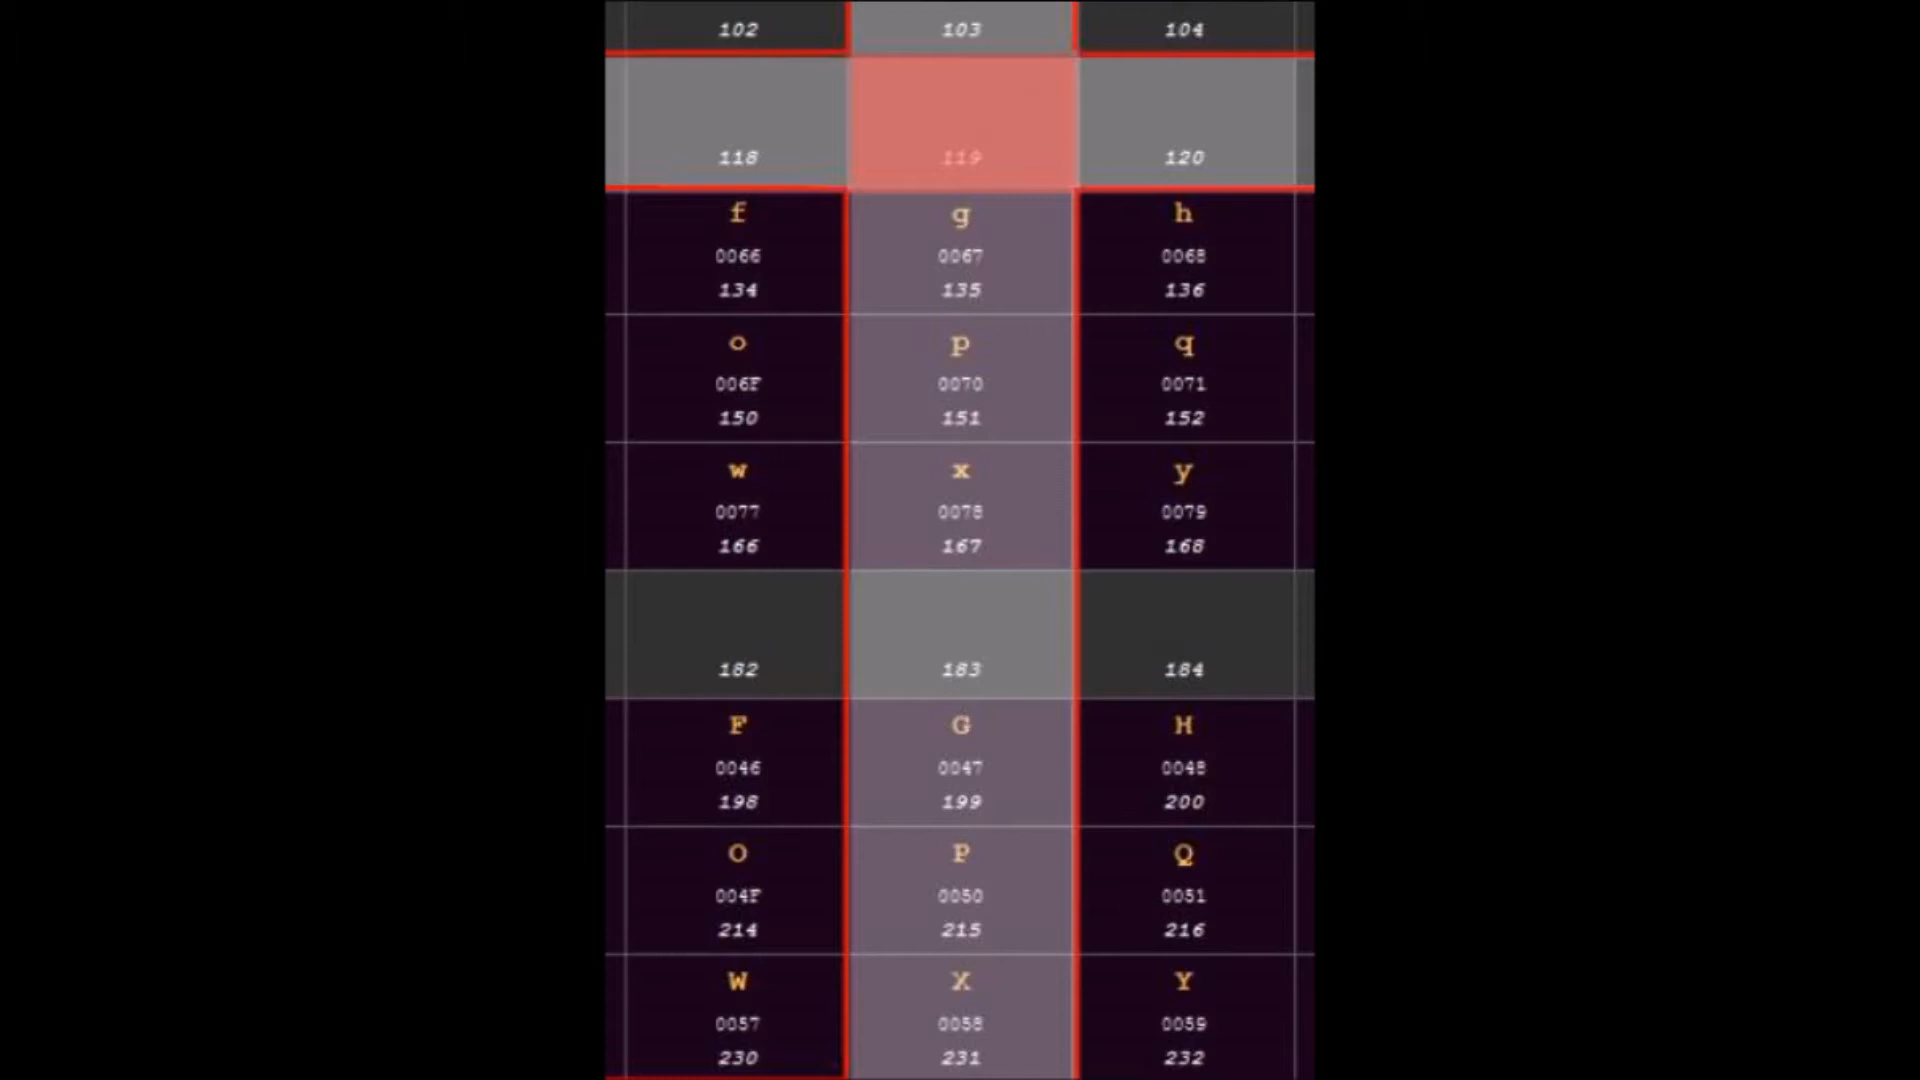 102 103 104
118 119 120
f g h
0066 0067 0068
134 135 136
o p q
006F 0070 0071
150 151 152
w x y
0077 0078 0079
166 167 168
182 183 184
F G H
0046 0047 0048
198 199 200
O P Q
004F 0050 0051
214 215 216
W X Y
0057 0058 0059
230 231 232